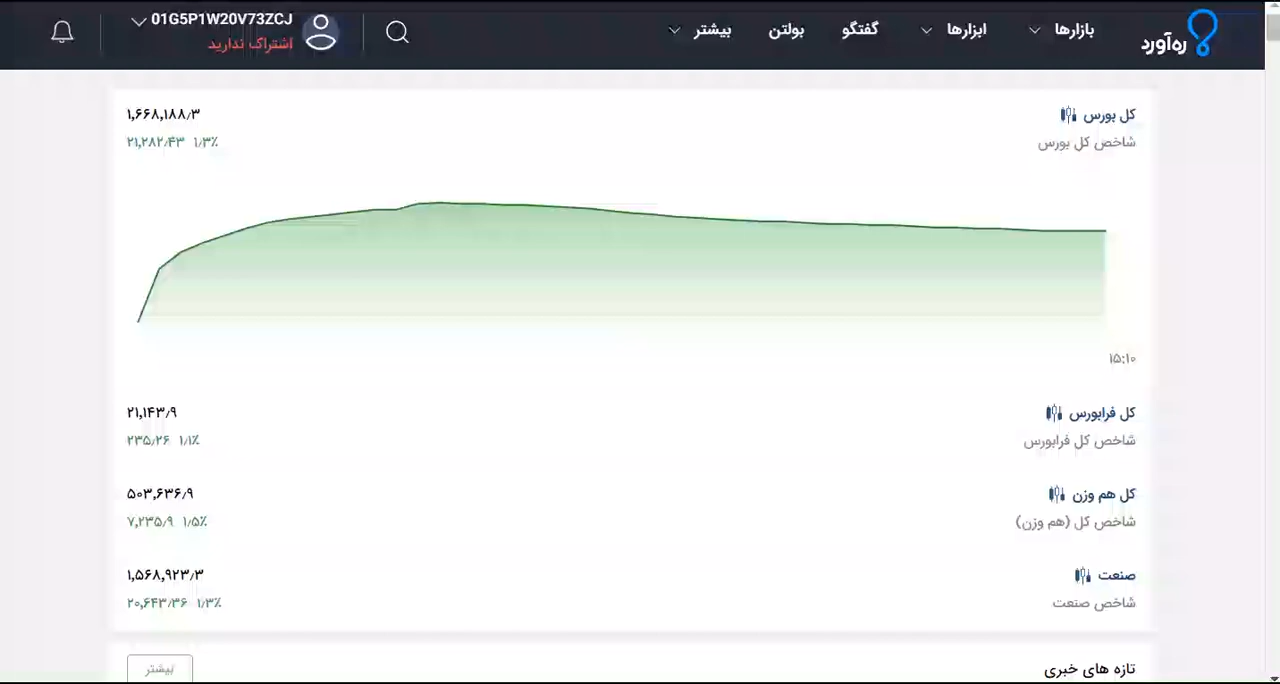 ره‌آورد
بازارها
ابزارها
گفتگو
بولتن
بیشتر
01G5P1W20V73ZCJ
اشتراک ندارید
کل بورس ۱,۶۶۸,۱۸۸٫۳
شاخص کل بورس ۲۱,۲۸۲٫۴۳ ۱٫۳٪
۱۵:۱۰
کل فرابورس ۲۱,۱۴۳٫۹
شاخص کل فرابورس ۲۳۵٫۲۶ ۱٫۱٪
کل هم وزن ۵۰۳,۶۳۶٫۹
شاخص کل (هم وزن) ۷,۲۳۵٫۹ ۱٫۵٪
صنعت ۱,۵۶۸,۹۲۳٫۳
شاخص صنعت ۲۰,۶۴۳٫۳۶ ۱٫۳٪
تازه های خبری بیشتر